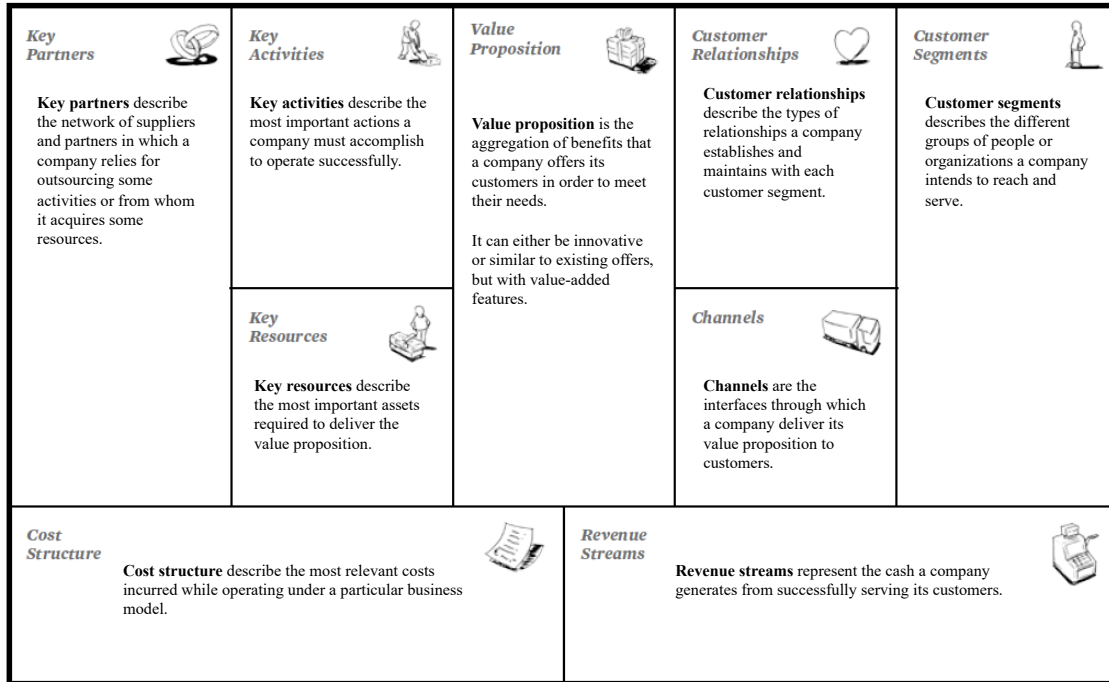 Key
Partners
Key partners describe
the network of suppliers
and partners in which a
company relies for
outsourcing some
activities or from whom
it acquires some
resources.
Key
Activities
Key activities describe the
most important actions a
company must accomplish
to operate successfully.
Key
Resources
Key resources describe
the most important assets
required to deliver the
value proposition.
Value
Proposition
Value proposition is the
aggregation of benefits that
a company offers its
customers in order to meet
their needs.
It can either be innovative
or similar to existing offers,
but with value-added
features.
Customer
Relationships
Customer relationships
describe the types of
relationships a company
establishes and
maintains with each
customer segment.
Channels
Channels are the
interfaces through which
a company deliver its
value proposition to
customers.
Customer
Segments
Customer segments
describes the different
groups of people or
organizations a company
intends to reach and
serve.
Cost
Structure
Cost structure describe the most relevant costs
incurred while operating under a particular business
model.
Revenue
Streams
Revenue streams represent the cash a company
generates from successfully serving its customers.